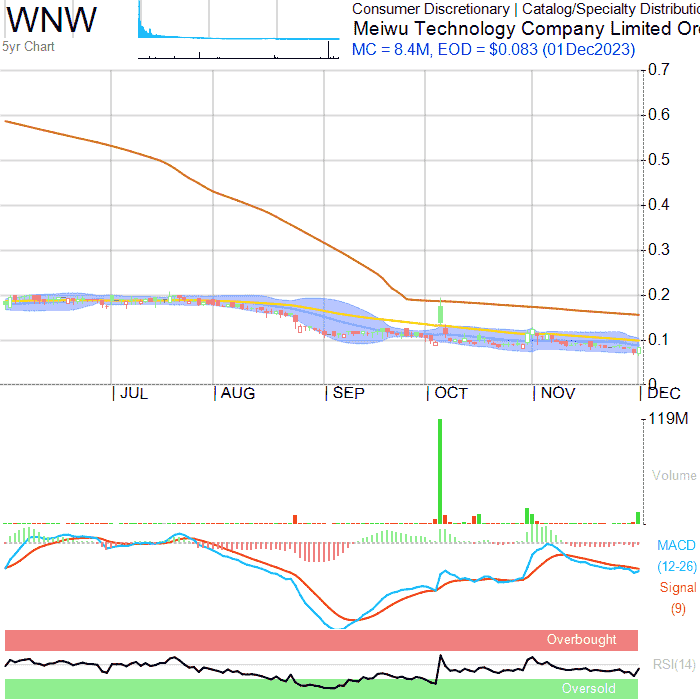 WNW
5yr Chart
Consumer Discretionary | Catalog/Specialty Distributio
Meiwu Technology Company Limited Or
MC = 8.4M, EOD = $0.083 (01Dec2023)
0.7
0.6
0.5
0.4
0.3
0.2
0.1
0
JUL AUG SEP OCT NOV DEC
119M
Volume
MACD
(12-26)
Signal
(9)
Overbought
RSI(14)
Oversold